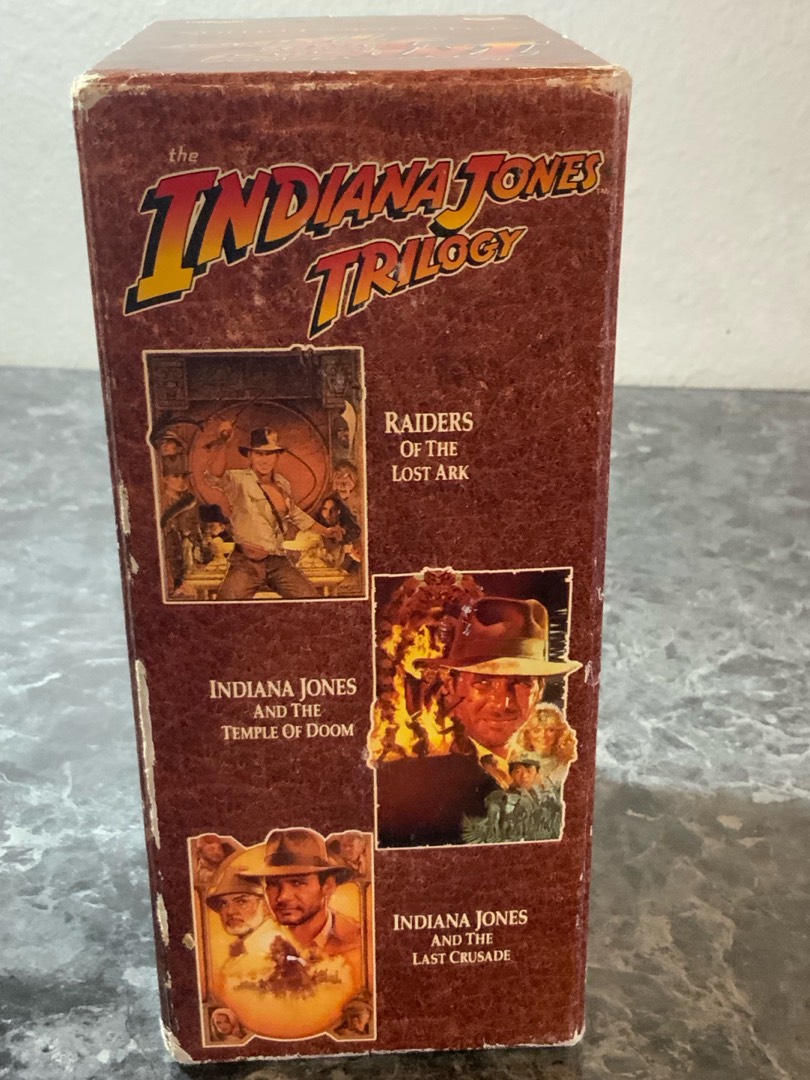 the
INDIANA JONES
TRILOGY
RAIDERS
OF THE
LOST ARK
INDIANA JONES
AND THE
TEMPLE OF DOOM
INDIANA JONES
AND THE
LAST CRUSADE